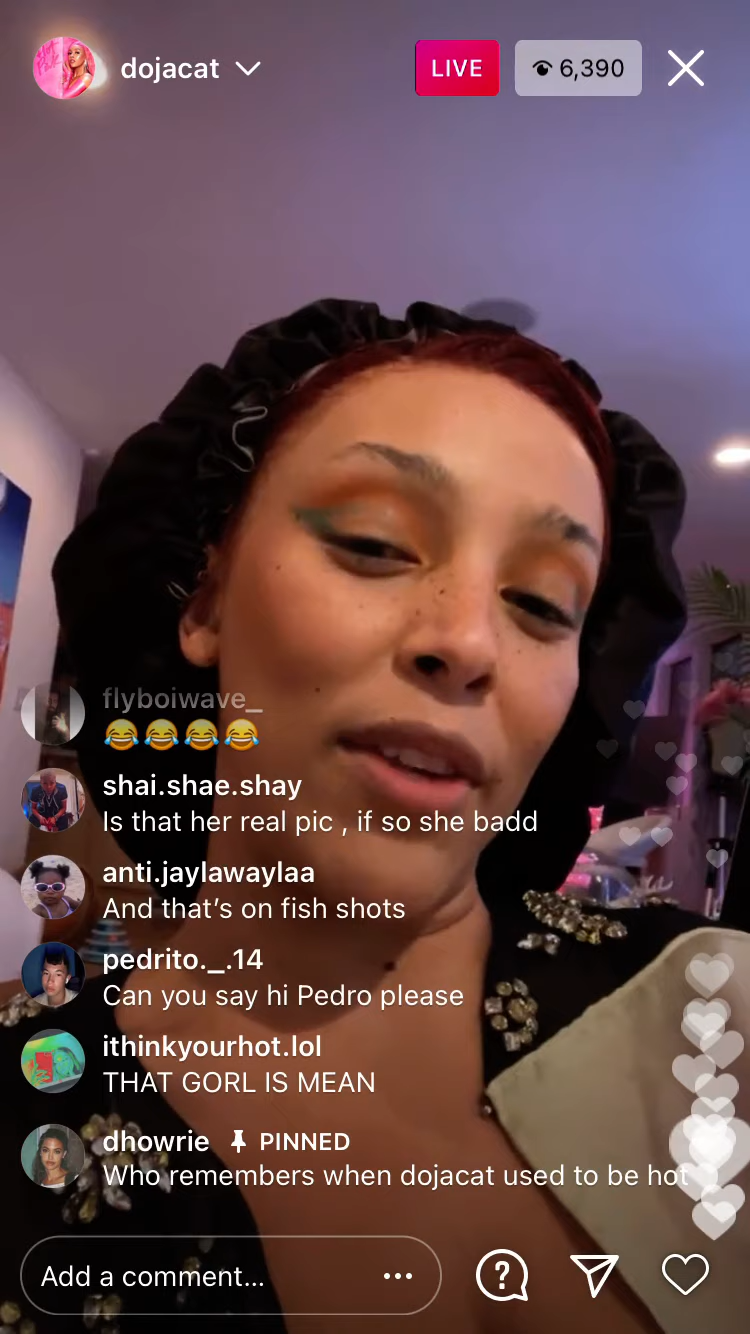 dojacat
LIVE
6,390
flyboiwave_
😂😂😂😂
shai.shae.shay
Is that her real pic , if so she badd
anti.jaylawaylaa
And that’s on fish shots
pedrito._.14
Can you say hi Pedro please
ithinkyourhot.lol
THAT GORL IS MEAN
dhowrie PINNED
Who remembers when dojacat used to be hot
Add a comment...